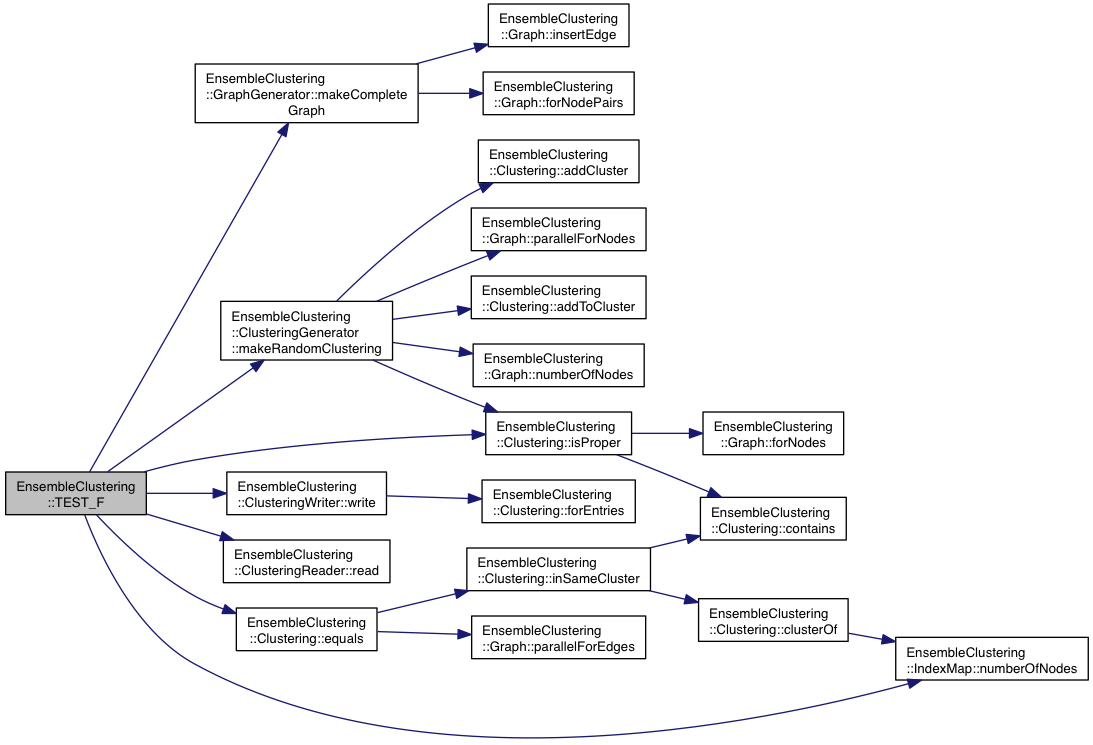 EnsembleClustering
::Graph::insertEdge
EnsembleClustering
::GraphGenerator::makeComplete
Graph
EnsembleClustering
::Graph::forNodePairs
EnsembleClustering
::Clustering::addCluster
EnsembleClustering
::Graph::parallelForNodes
EnsembleClustering
::Clustering::addToCluster
EnsembleClustering
::ClusteringGenerator
::makeRandomClustering
EnsembleClustering
::Graph::numberOfNodes
EnsembleClustering
::Clustering::isProper
EnsembleClustering
::Graph::forNodes
EnsembleClustering
::TEST_F
EnsembleClustering
::ClusteringWriter::write
EnsembleClustering
::Clustering::forEntries
EnsembleClustering
::Clustering::contains
EnsembleClustering
::ClusteringReader::read
EnsembleClustering
::Clustering::inSameCluster
EnsembleClustering
::Clustering::equals
EnsembleClustering
::Clustering::clusterOf
EnsembleClustering
::Graph::parallelForEdges
EnsembleClustering
::IndexMap::numberOfNodes